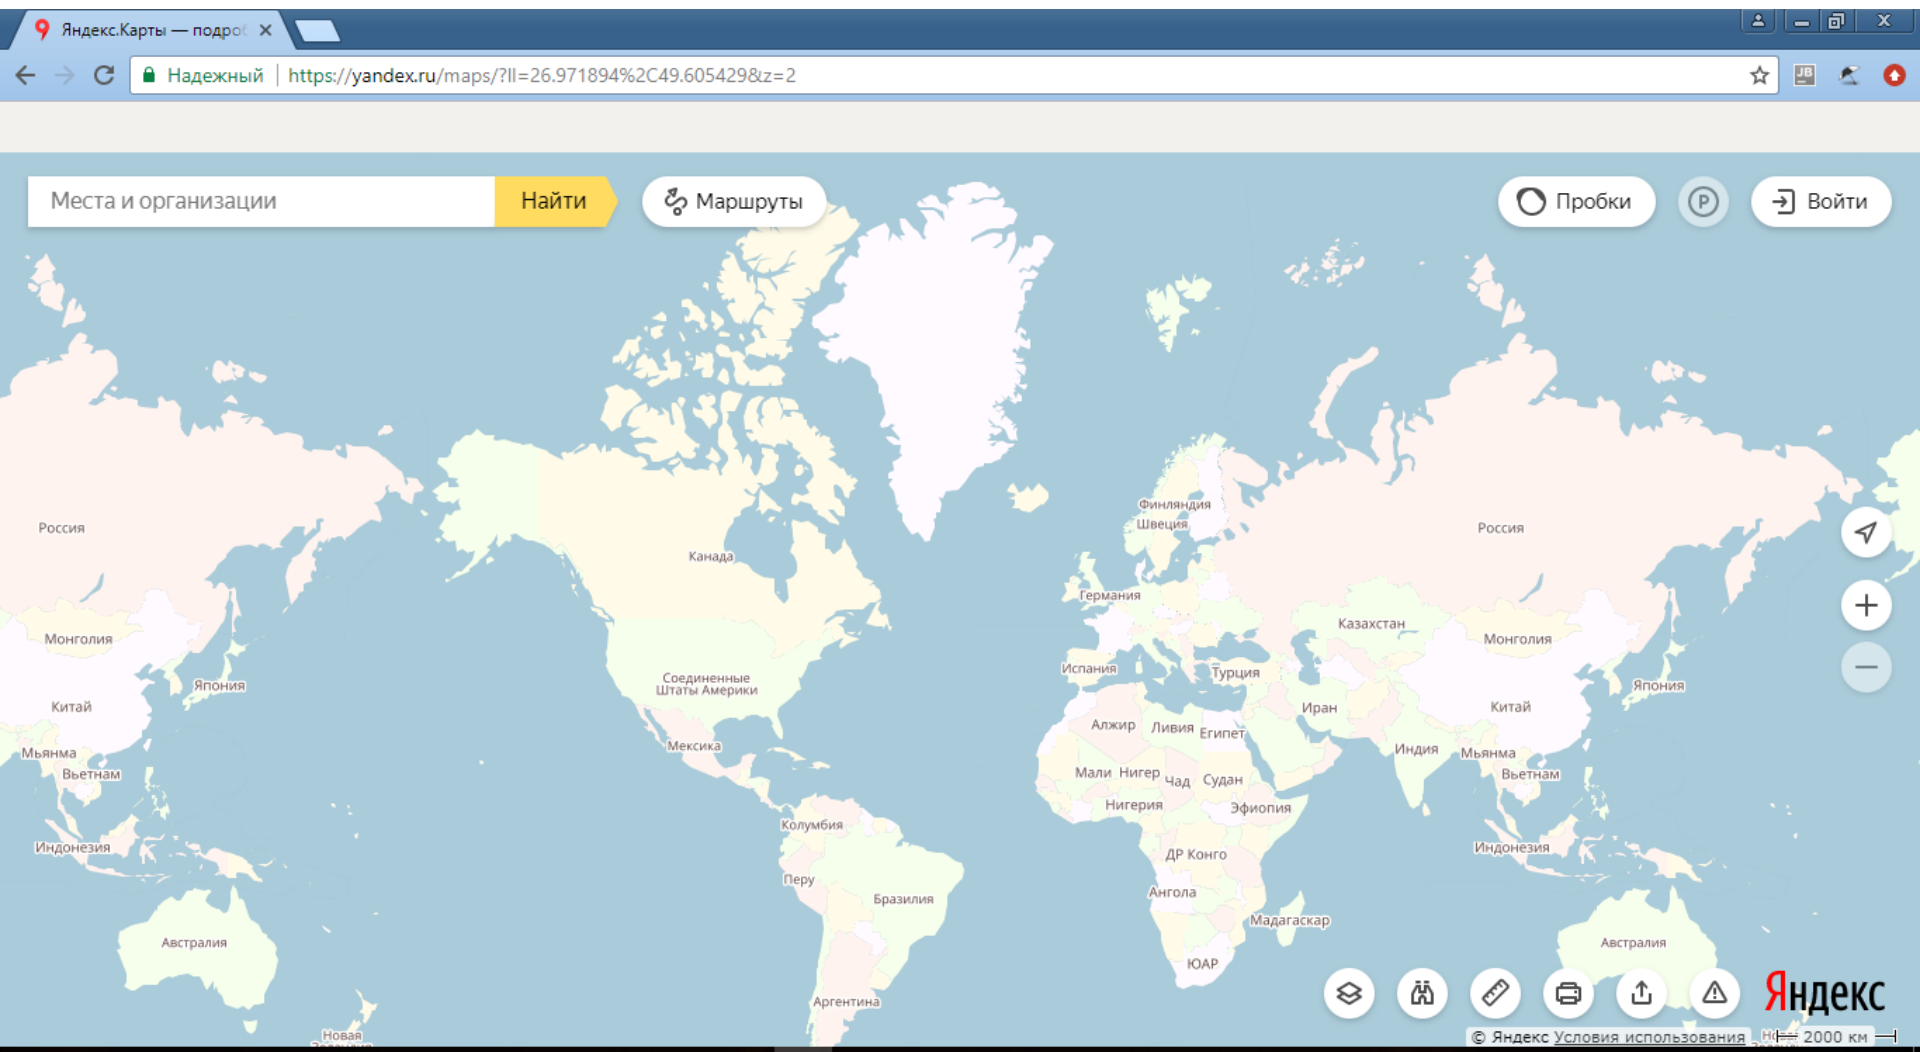 Яндекс.Карты — подроб
Надежный
https://yandex.ru/maps/?ll=26.971894%2C49.605429&z=2
JB
Места и организации
Найти
Маршруты
Пробки
P
Войти
Финляндия
Швеция
Россия
Россия
Канада
Германия
Казахстан
Монголия
Монголия
Испания
Турция
Соединенные
Штаты Америки
Япония
Япония
Китай
Иран
Китай
Алжир
Ливия
Египет
Мексика
Индия
Мьянма
Мьянма
Вьетнам
Мали
Нигер
Чад
Судан
Вьетнам
Нигерия
Эфиопия
Колумбия
Индонезия
ДР Конго
Индонезия
Перу
Ангола
Бразилия
Мадагаскар
Австралия
Австралия
ЮАР
Аргентина
Яндекс
Новая
© Яндекс Условия использования
2000 км